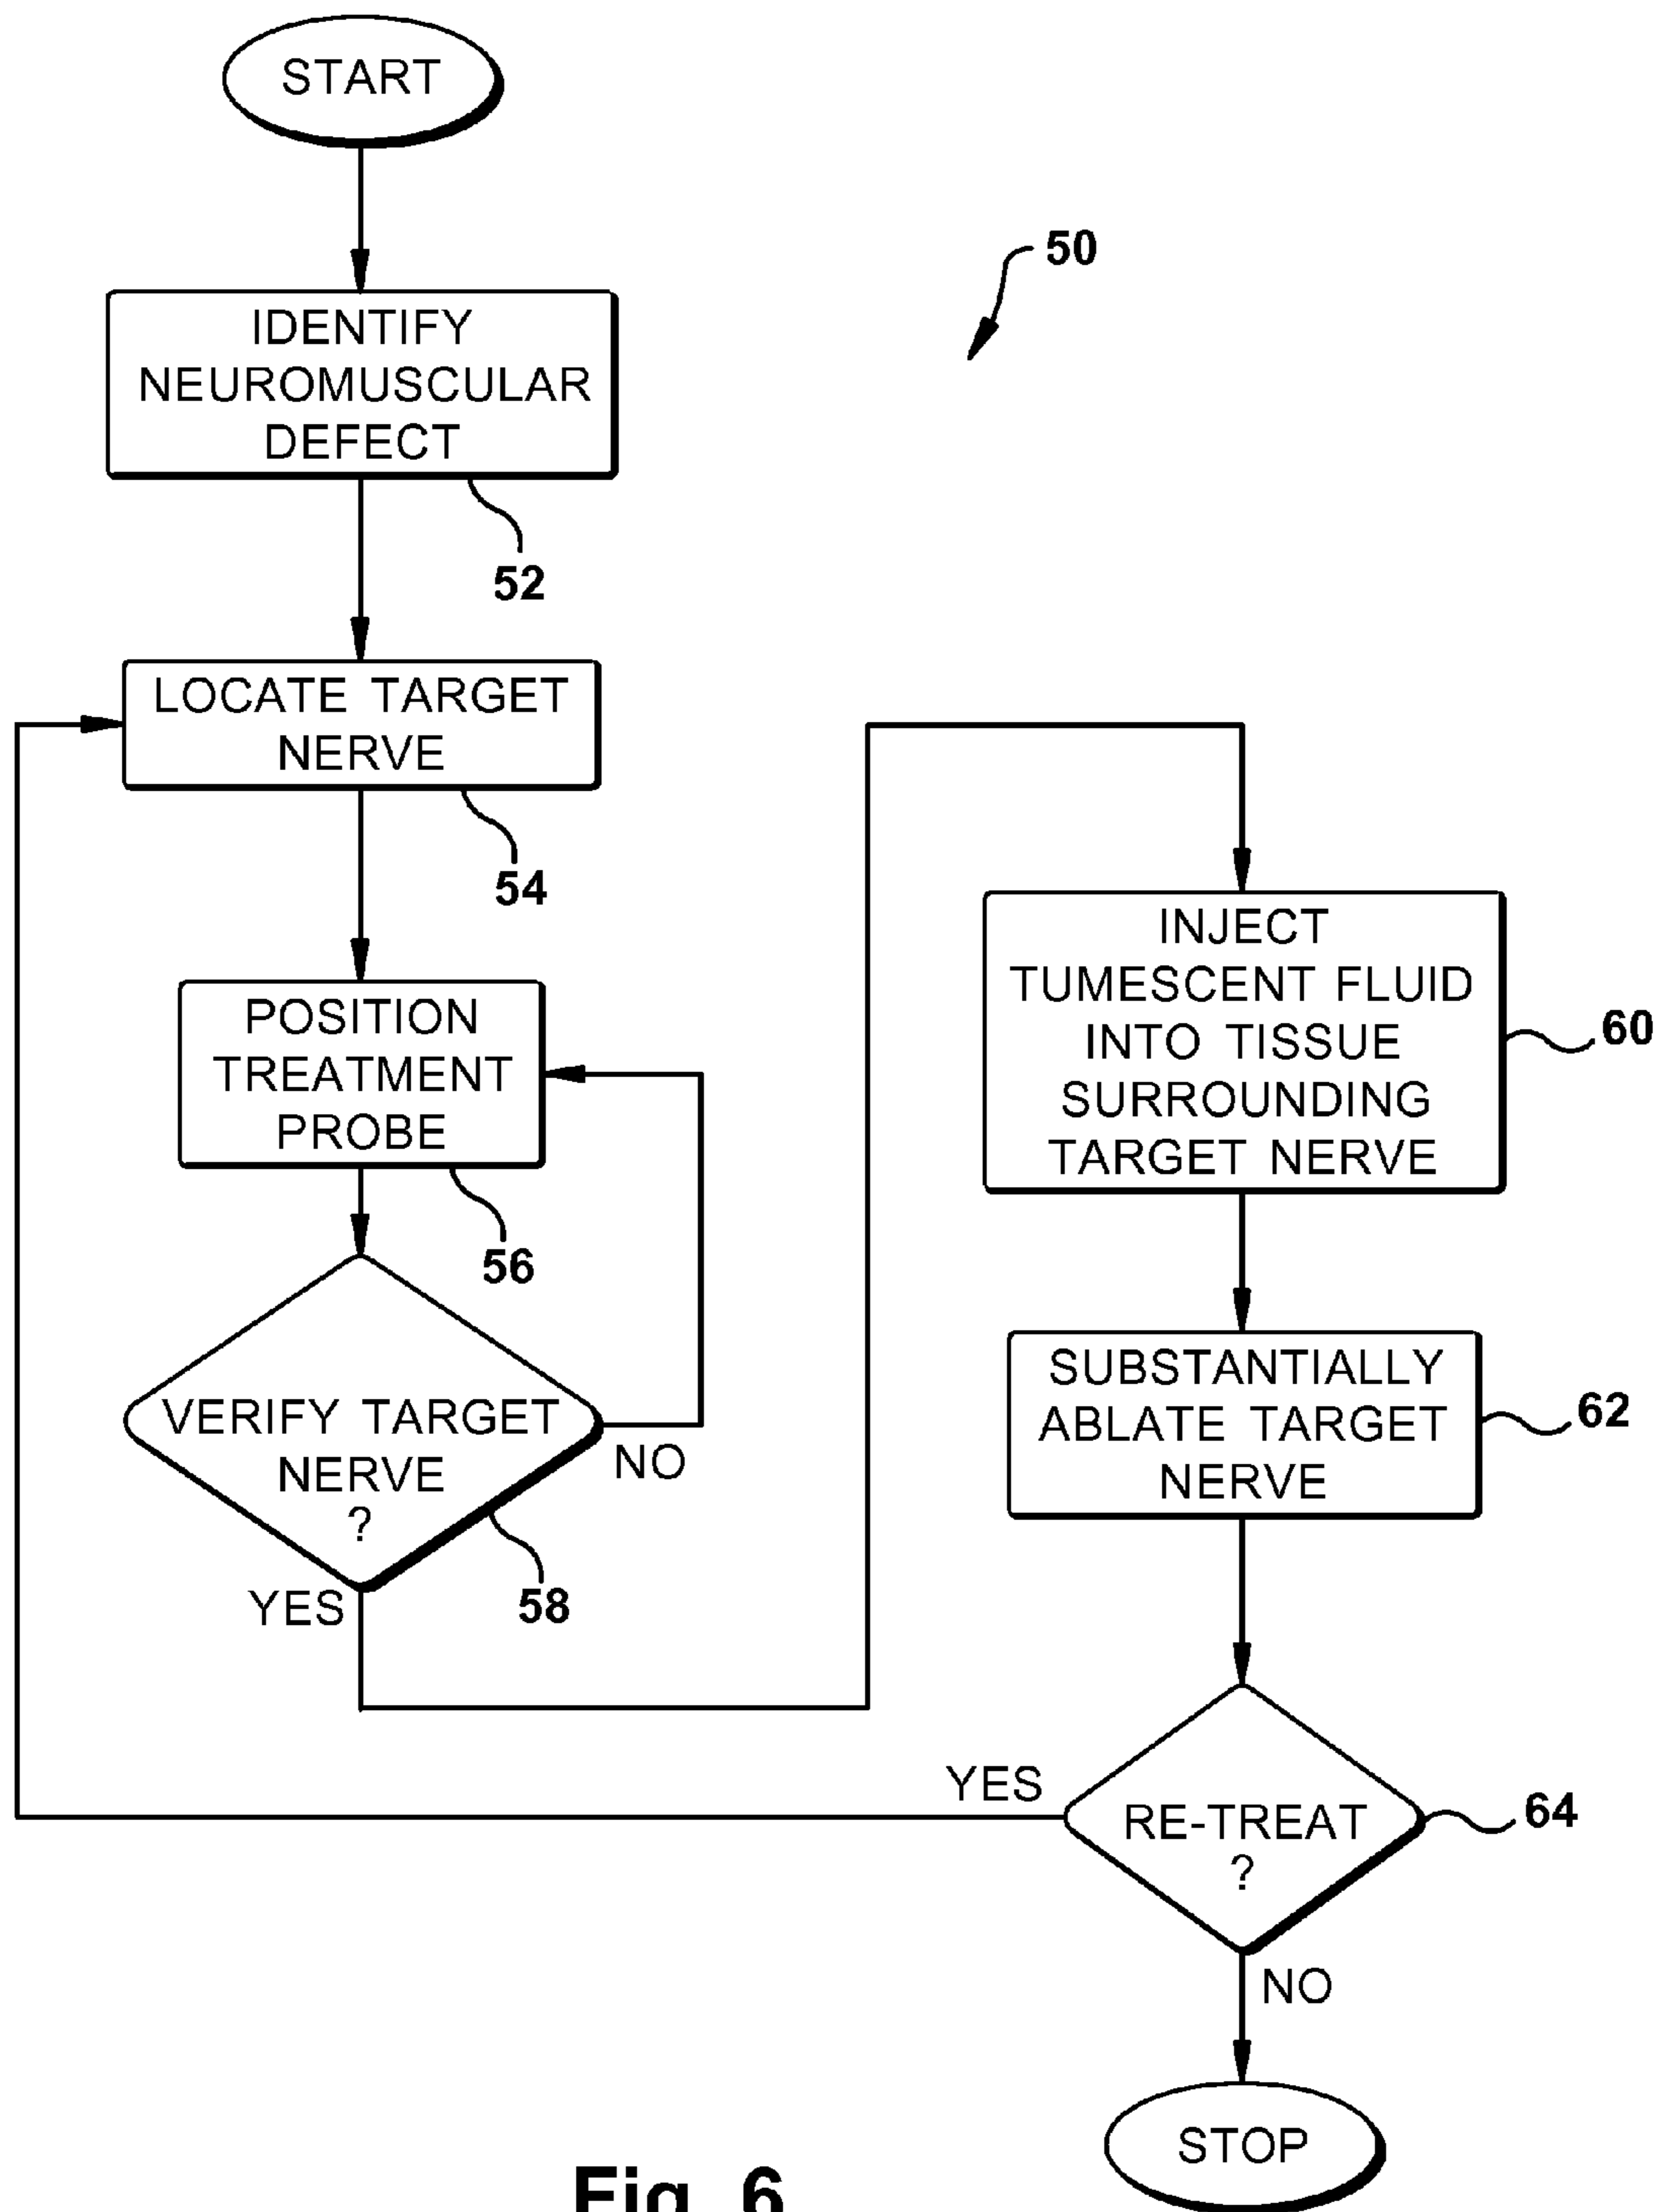 START
50
IDENTIFY
NEUROMUSCULAR
DEFECT
52
LOCATE TARGET
NERVE
54
POSITION
TREATMENT
PROBE
56
VERIFY TARGET
NERVE
?
NO
YES
58
INJECT
TUMESCENT FLUID
INTO TISSUE
SURROUNDING
TARGET NERVE
60
SUBSTANTIALLY
ABLATE TARGET
NERVE
62
YES
RE-TREAT
?
64
NO
STOP
Fig. 6